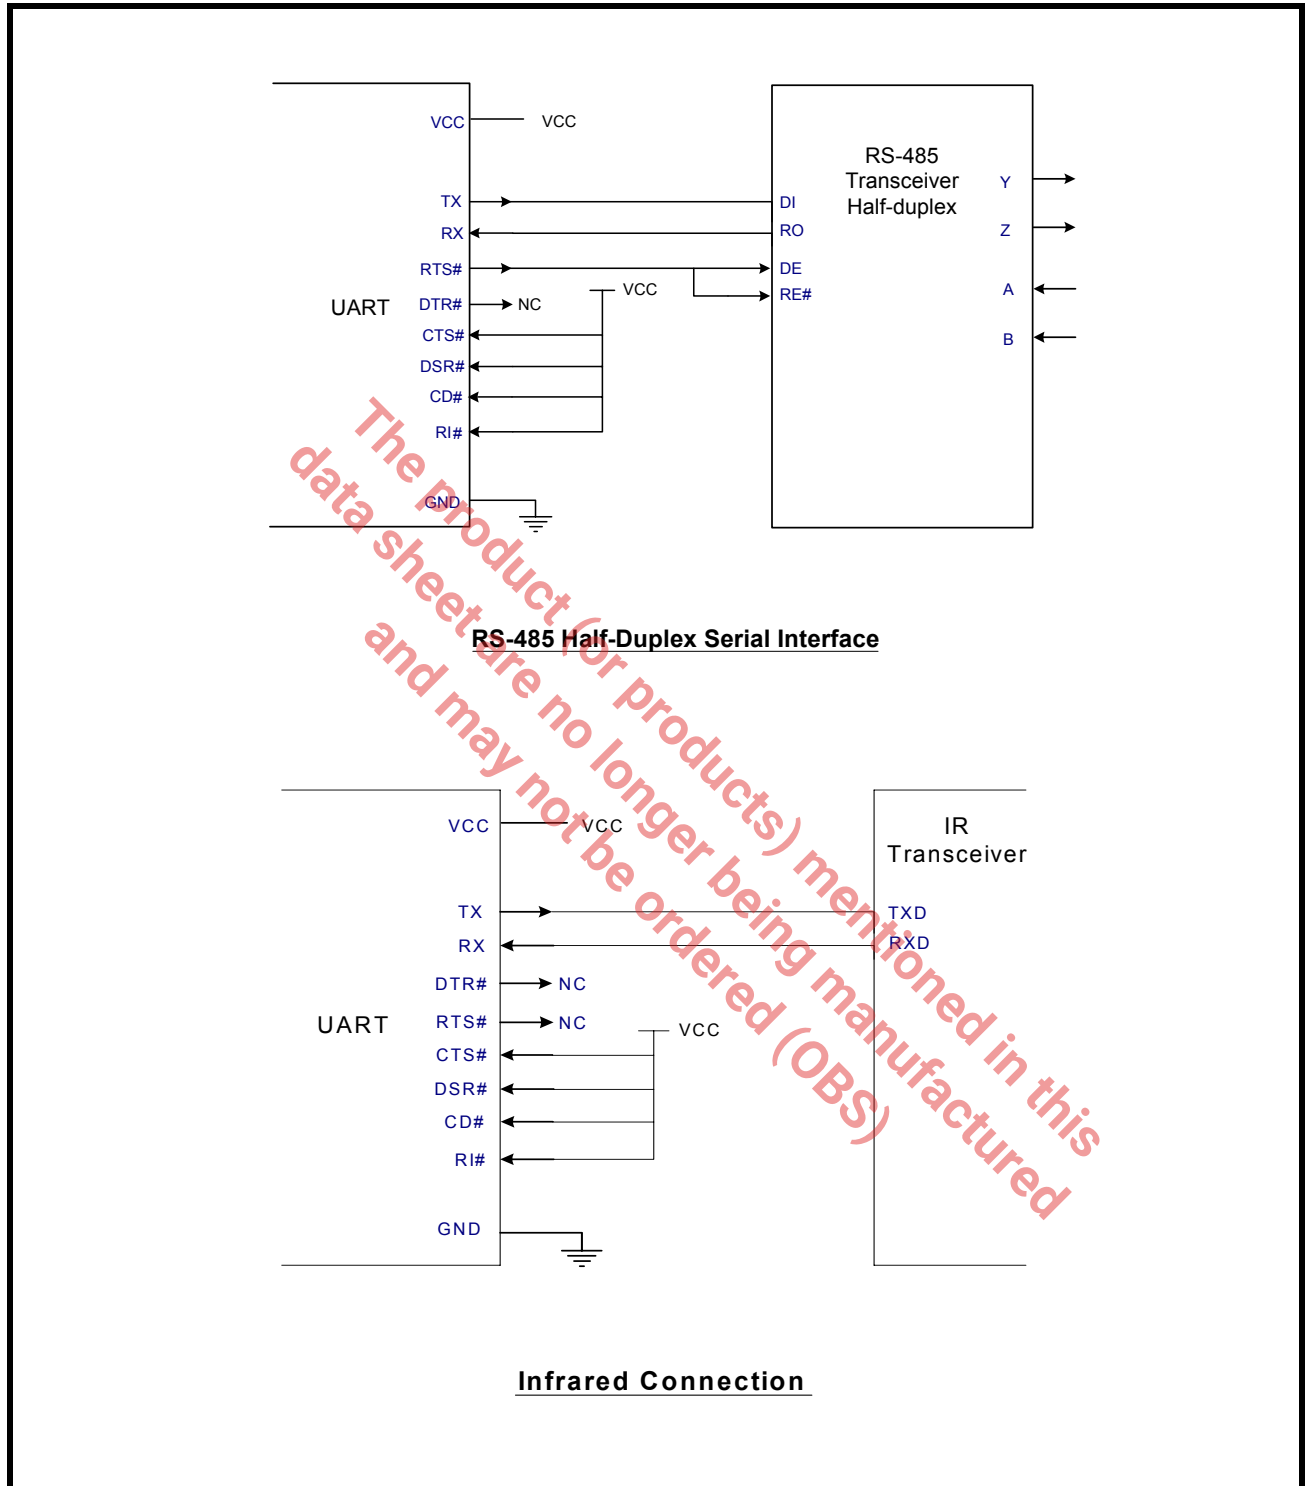 VCC
VCC
TX
RX
RTS#
DTR#
NC
CTS#
DSR#
CD#
RI#
GND
UART
VCC
RS-485
Transceiver
Half-duplex
DI
RO
DE
RE#
Y
Z
A
B
RS-485 Half-Duplex Serial Interface
VCC
VCC
TX
RX
DTR#
NC
RTS#
NC
CTS#
DSR#
CD#
RI#
GND
UART
VCC
IR
Transceiver
TXD
RXD
Infrared Connection
The product (or products) mentioned in this
data sheet are no longer being manufactured
and may not be ordered (OBS)